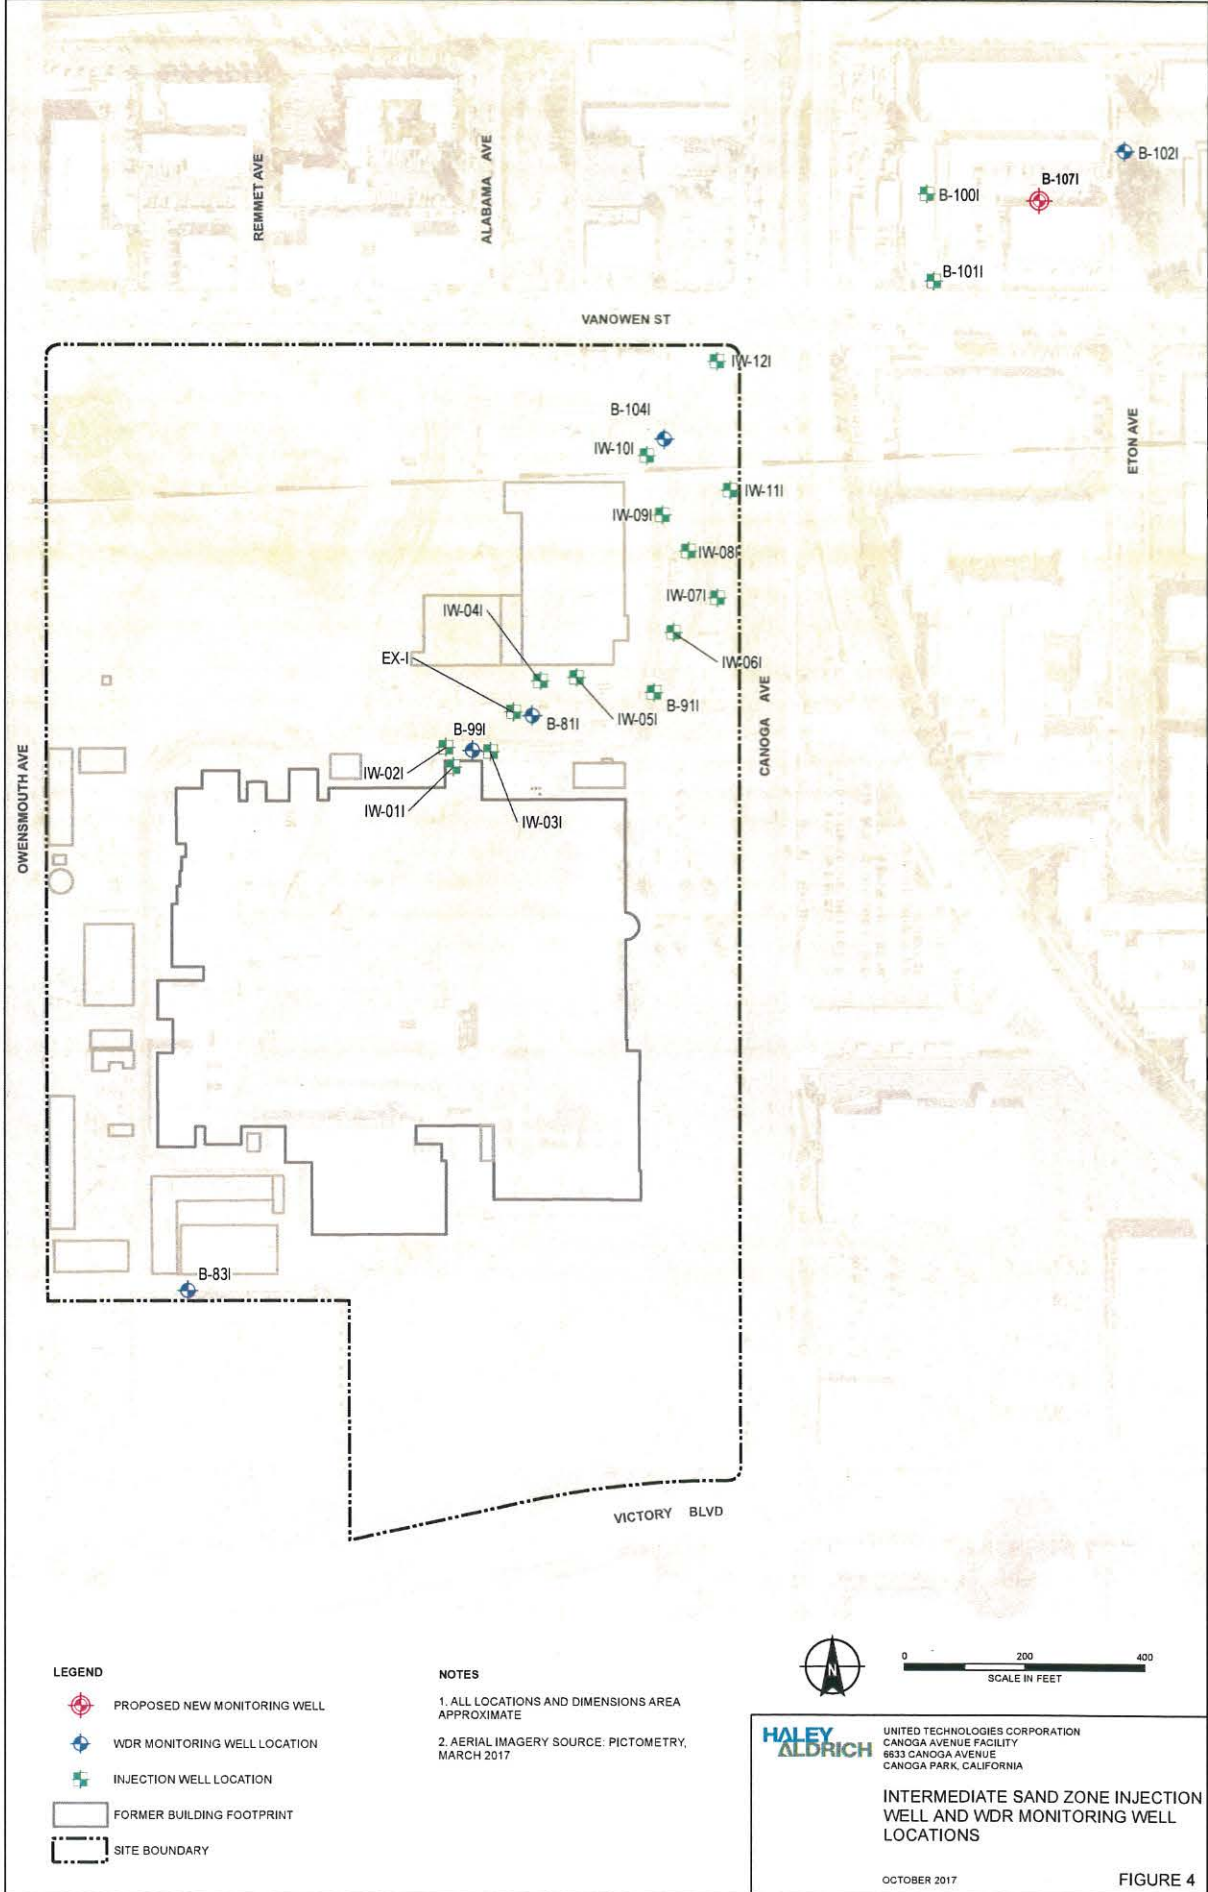 B-102I
B-107I
B-100I
B-101I
REMMET AVE
ALABAMA AVE
VANOWEN ST
IW-12I
B-104I
IW-10I
ETON AVE
IW-11I
IW-09I
IW-08I
IW-07I
IW-04I
EX-I
IW-06I
B-91I
IW-05I
B-81I
B-99I
CANOGA AVE
IW-02I
IW-01I
IW-03I
OWENSMOUTH AVE
B-83I
VICTORY BLVD
LEGEND
PROPOSED NEW MONITORING WELL
WDR MONITORING WELL LOCATION
INJECTION WELL LOCATION
FORMER BUILDING FOOTPRINT
SITE BOUNDARY
NOTES
1. ALL LOCATIONS AND DIMENSIONS AREA
APPROXIMATE
2. AERIAL IMAGERY SOURCE: PICTOMETRY,
MARCH 2017
N
0 200 400
SCALE IN FEET
HALEY
ALDRICH
UNITED TECHNOLOGIES CORPORATION
CANOGA AVENUE FACILITY
6633 CANOGA AVENUE
CANOGA PARK, CALIFORNIA
INTERMEDIATE SAND ZONE INJECTION
WELL AND WDR MONITORING WELL
LOCATIONS
OCTOBER 2017
FIGURE 4